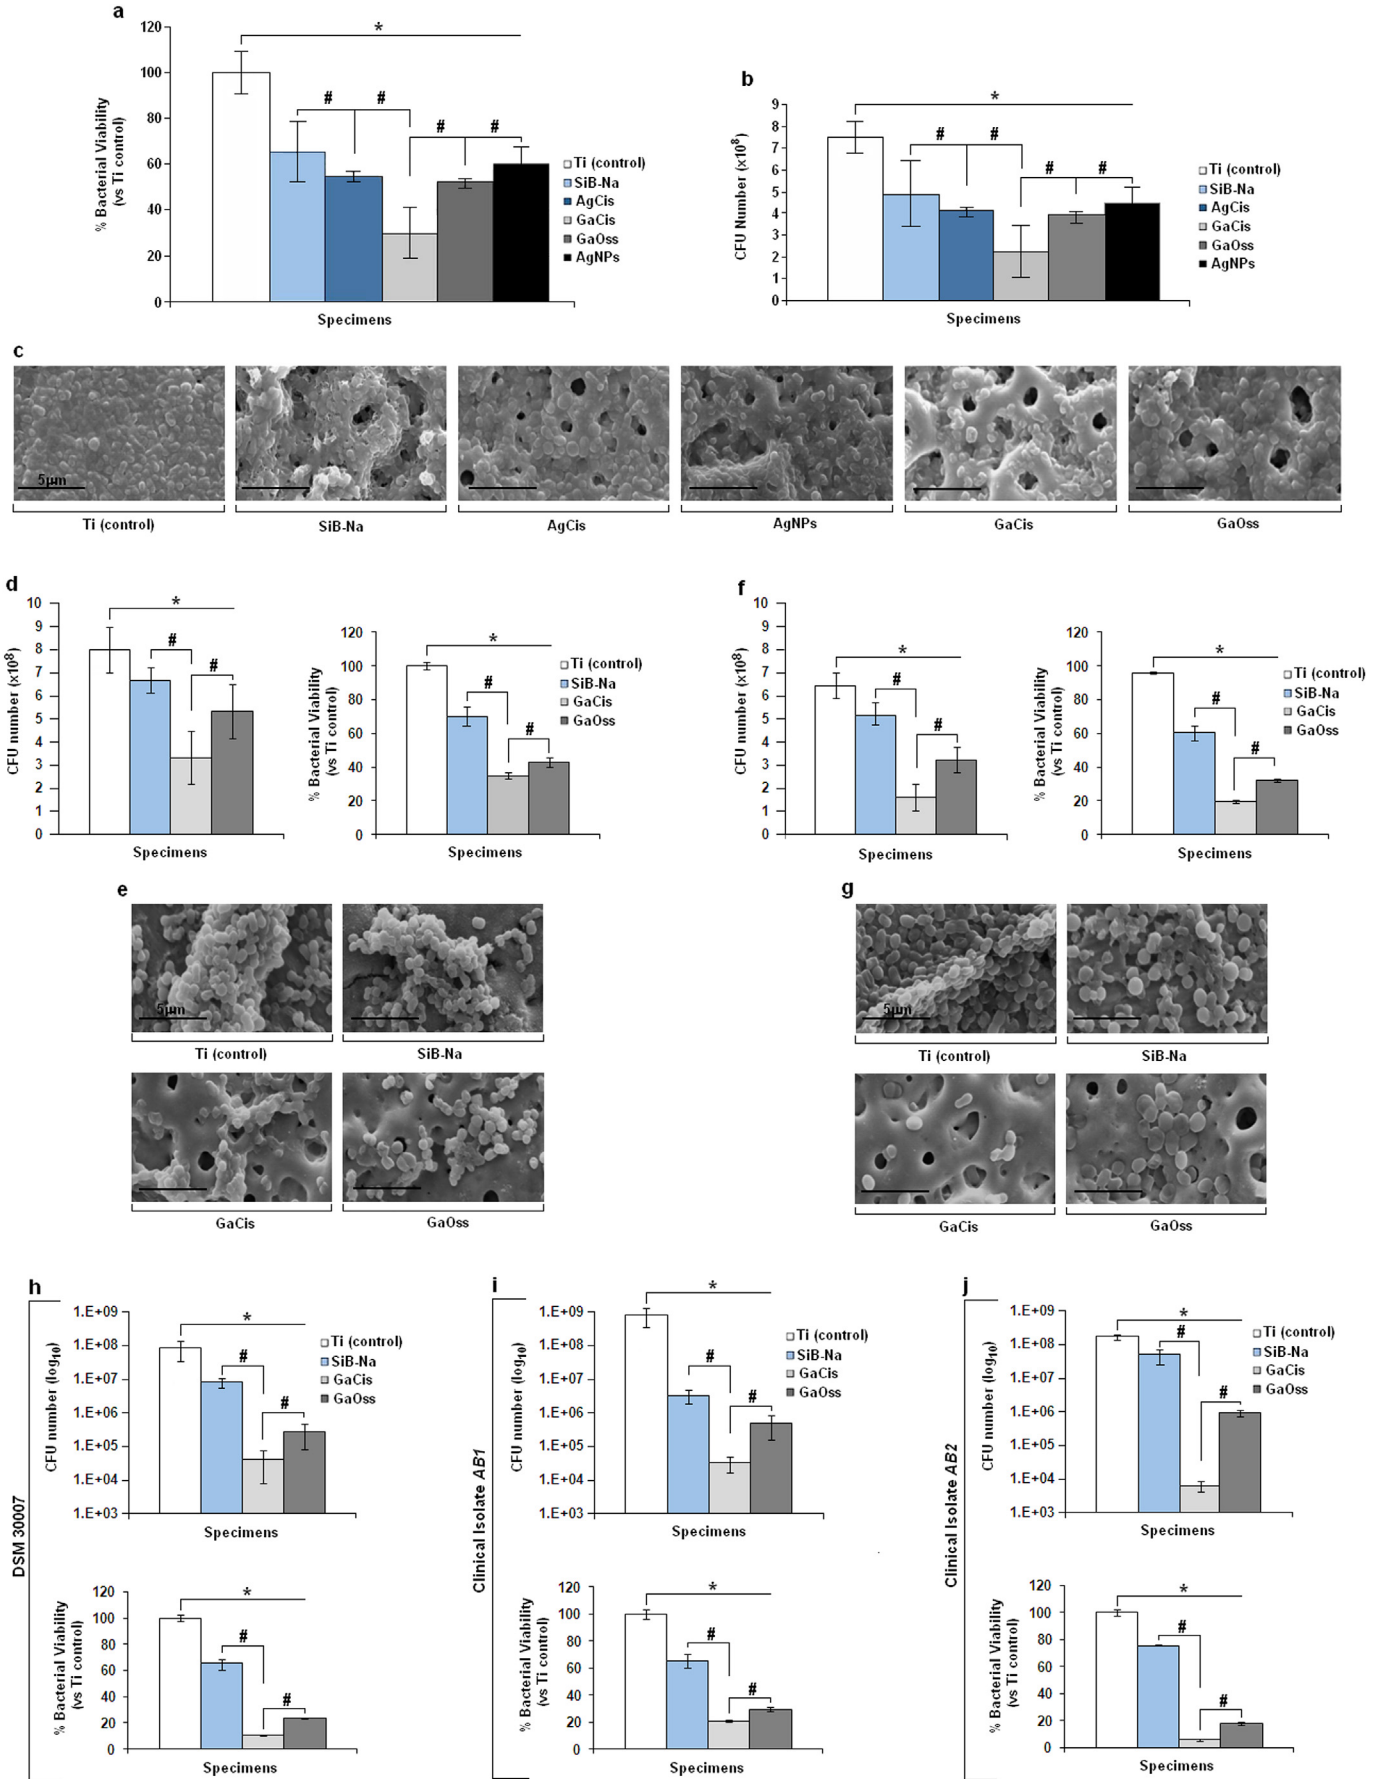 a
120
100
80
60
40
20
0
% Bacterial Viability
(vs Ti control)
*
# #
# #
Specimens
Ti (control)
SiB-Na
AgCis
GaCis
GaOss
AgNPs
b
9
8
7
6
5
4
3
2
1
0
CFU Number (x10⁸)
*
# #
# #
Specimens
Ti (control)
SiB-Na
AgCis
GaCis
GaOss
AgNPs
c
5µm
Ti (control)
SiB-Na
AgCis
AgNPs
GaCis
GaOss
d
10
9
8
7
6
5
4
3
2
1
0
CFU number (x10⁸)
*
#
#
Specimens
120
100
80
60
40
20
0
% Bacterial Viability
(vs Ti control)
*
#
#
Specimens
Ti (control)
SiB-Na
GaCis
GaOss
f
10
9
8
7
6
5
4
3
2
1
0
CFU number (x10⁸)
*
#
#
Specimens
120
100
80
60
40
20
0
% Bacterial Viability
(vs Ti control)
*
#
#
Specimens
Ti (control)
SiB-Na
GaCis
GaOss
e
5µm
Ti (control)
SiB-Na
GaCis
GaOss
g
5µm
Ti (control)
SiB-Na
GaCis
GaOss
h
DSM 30007
1.E+09
1.E+08
1.E+07
1.E+06
1.E+05
1.E+04
1.E+03
CFU number (log₁₀)
*
#
#
Specimens
Ti (control)
SiB-Na
GaCis
GaOss
120
100
80
60
40
20
0
% Bacterial Viability
(vs Ti control)
*
#
#
Specimens
i
Clinical Isolate AB1
1.E+09
1.E+08
1.E+07
1.E+06
1.E+05
1.E+04
1.E+03
CFU number (log₁₀)
*
#
#
Specimens
Ti (control)
SiB-Na
GaCis
GaOss
120
100
80
60
40
20
0
% Bacterial Viability
(vs Ti control)
*
#
#
Specimens
j
Clinical Isolate AB2
1.E+09
1.E+08
1.E+07
1.E+06
1.E+05
1.E+04
1.E+03
CFU number (log₁₀)
*
#
#
Specimens
Ti (control)
SiB-Na
GaCis
GaOss
120
100
80
60
40
20
0
% Bacterial Viability
(vs Ti control)
*
#
#
Specimens